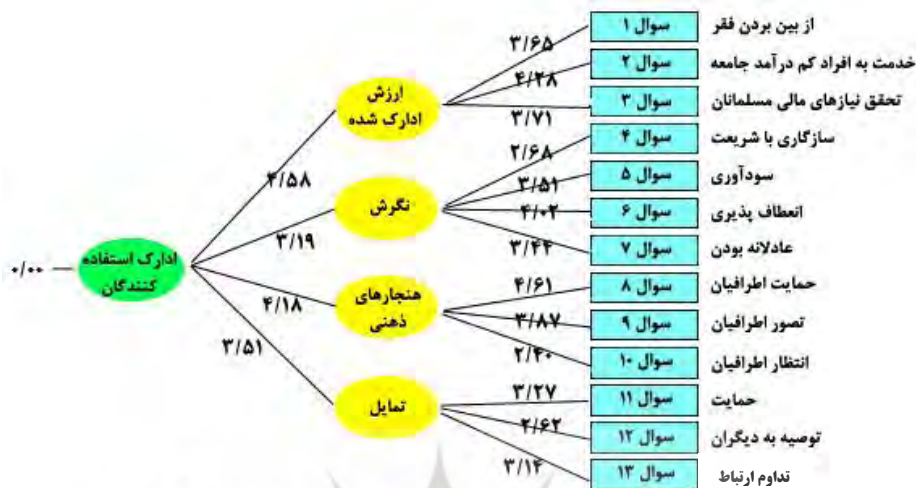 سوال ۱ از بین بردن فقر
۳/۶۵
سوال ۲ خدمت به افراد کم درآمد جامعه
۴/۲۸
ارزش
ادارک شده
سوال ۳ تحقق نیازهای مالی مسلمانان
۳/۷۱
سوال ۴ سازگاری با شریعت
۲/۶۸
سوال ۵ سودآوری
۳/۵۱
۴/۵۸
نگرش
سوال ۶ انعطاف پذیری
۴/۰۲
۳/۱۹
سوال ۷ عادلانه بودن
۳/۴۴
۰/۰۰
ادارک استفاده
کنندگان
سوال ۸ حمایت اطرافیان
۴/۶۱
۴/۱۸
هنجارهای
ذهنی
سوال ۹ تصور اطرافیان
۳/۸۷
۳/۵۱
سوال ۱۰ انتظار اطرافیان
۲/۴۰
سوال ۱۱ حمایت
۳/۲۷
تمایل
سوال ۱۲ توصیه به دیگران
۲/۶۲
سوال ۱۳ تداوم ارتباط
۳/۱۴